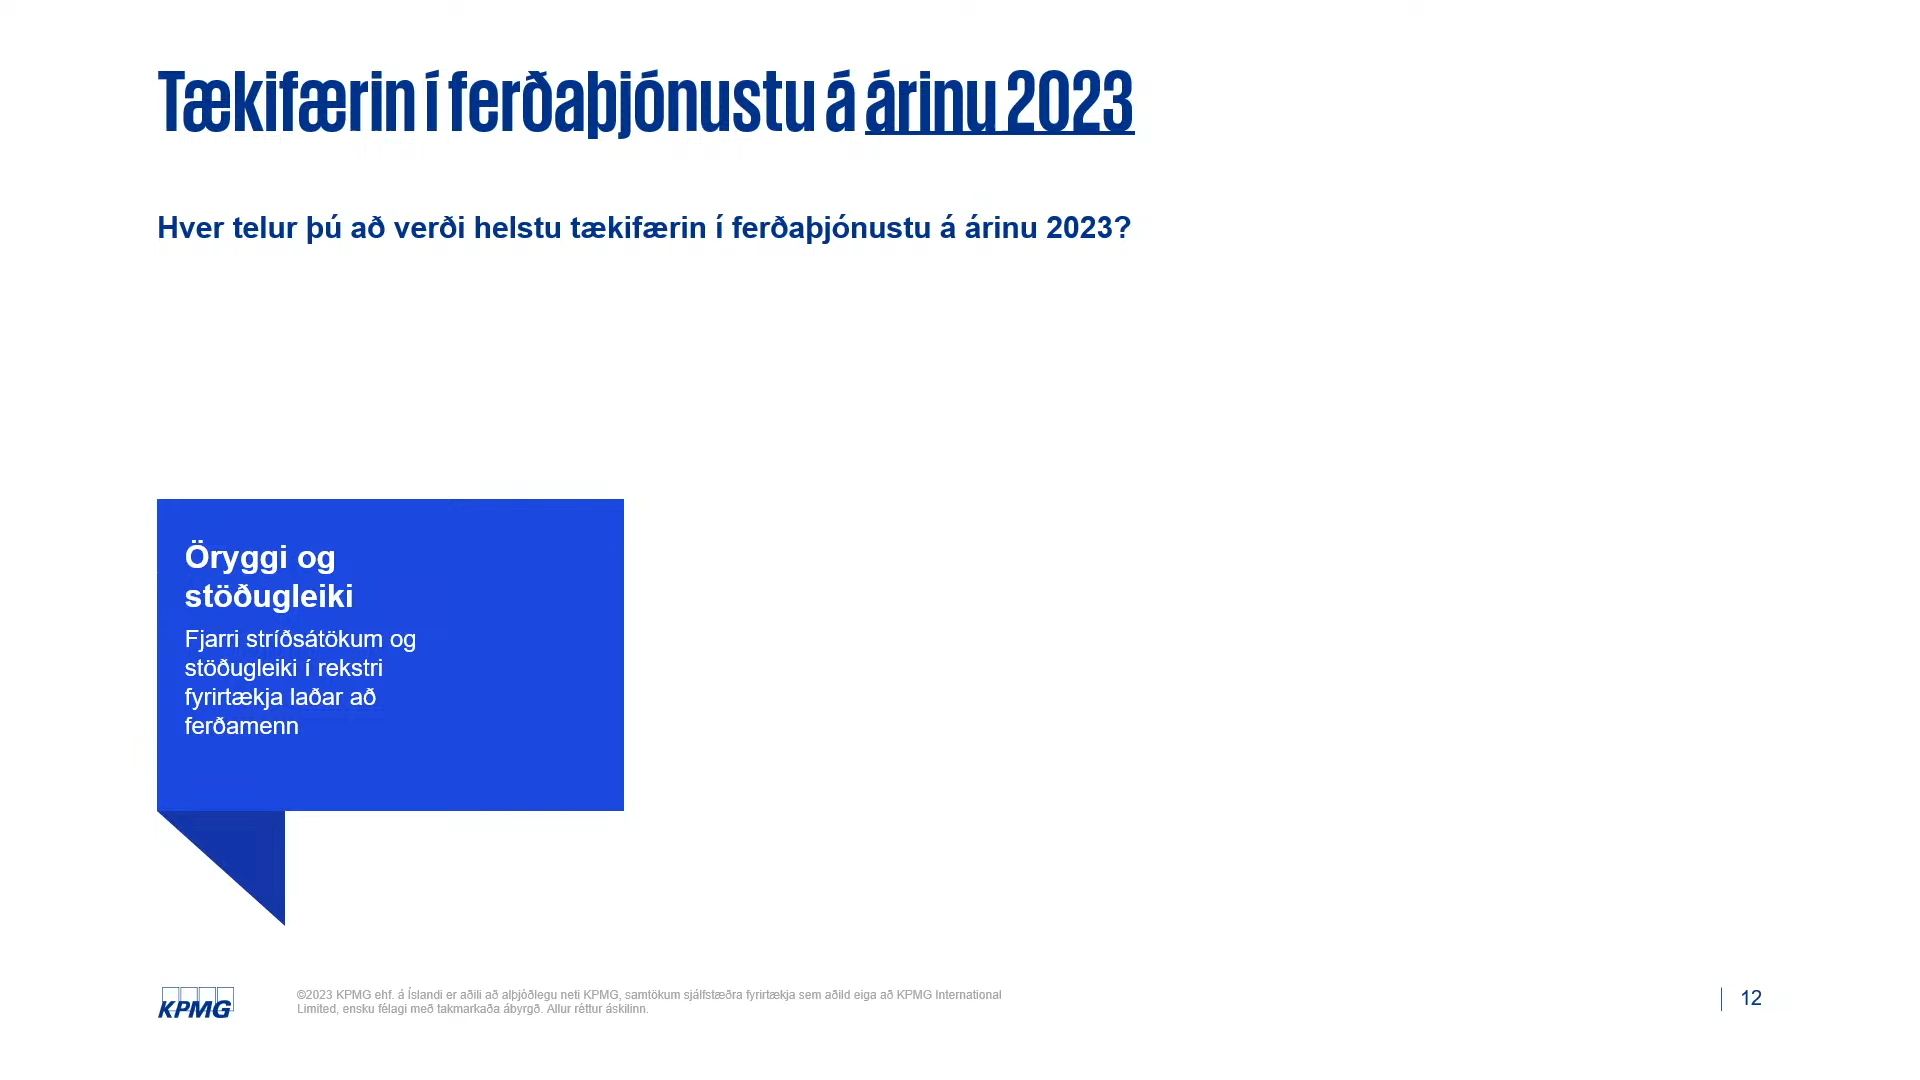 Tækifærin í ferðaþjónustu á árinu 2023
Hver telur þú að verði helstu tækifærin í ferðaþjónustu á árinu 2023?
Öryggi og
stöðugleiki
Fjarri stríðsátökum og
stöðugleiki í rekstri
fyrirtækja laðar að
ferðamenn
KPMG
©2023 KPMG ehf. á Íslandi er aðili að alþjóðlegu neti KPMG, samtökum sjálfstæðra fyrirtækja sem aðild eiga að KPMG International
Limited, ensku félagi með takmarkaða ábyrgð. Allur réttur áskilinn.
12